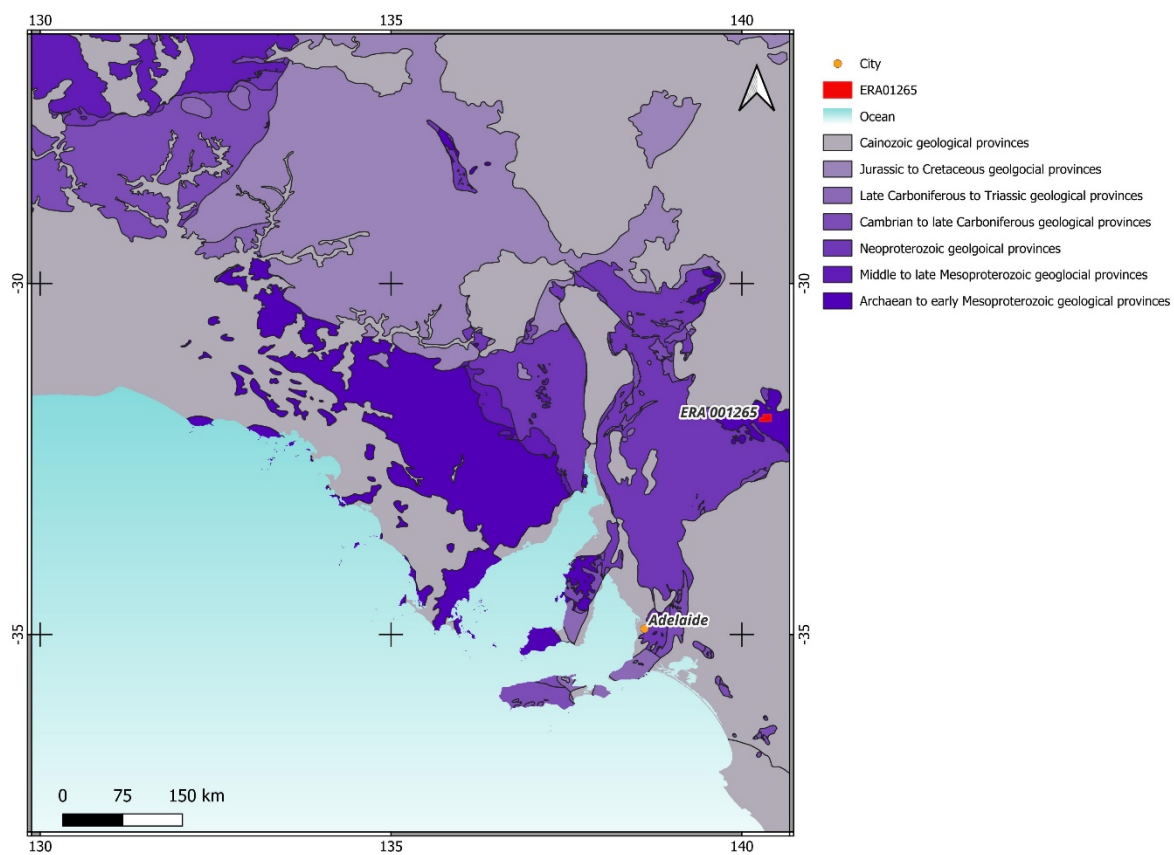 130
135
140
-30
-30
-35
-35
ERA 001265
Adelaide
0
75
150 km
130
135
140
City
ERA01265
Ocean
Cainozoic geological provinces
Jurassic to Cretaceous geolgocial provinces
Late Carboniferous to Triassic geological provinces
Cambrian to late Carboniferous geological provinces
Neoproterozoic geolgoical provinces
Middle to late Mesoproterozoic geoglocial provinces
Archaean to early Mesoproterozoic geological provinces